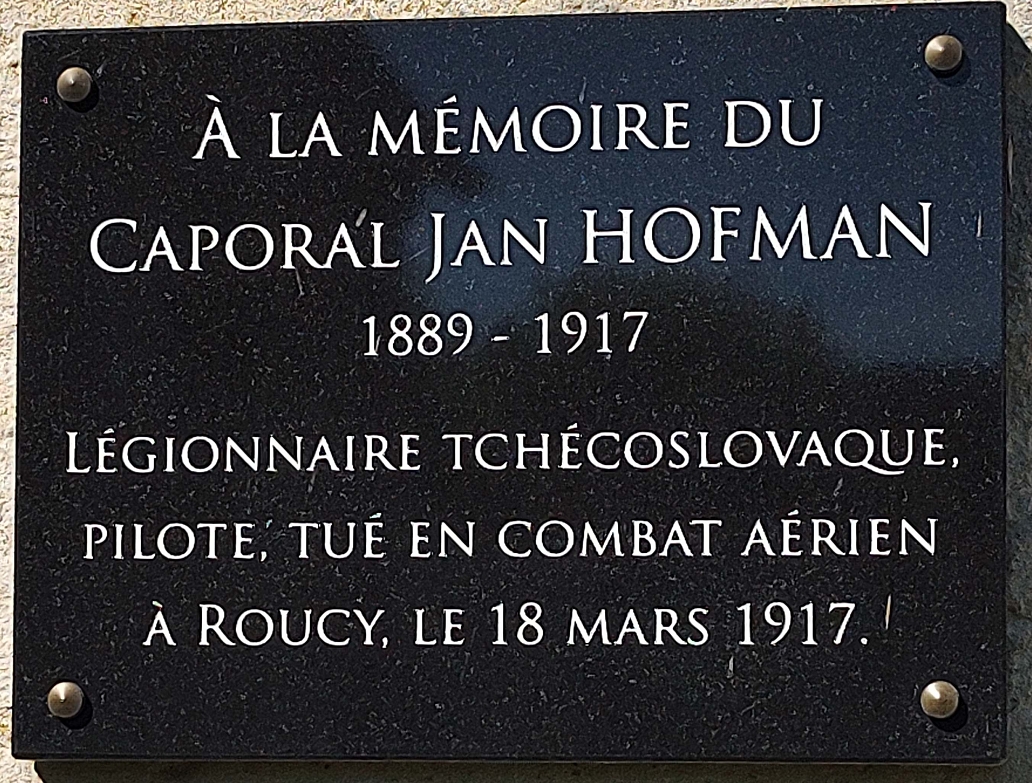 À LA MÉMOIRE DU
CAPORAL JAN HOFMAN
1889 - 1917
LÉGIONNAIRE TCHÉCOSLOVAQUE,
PILOTE, TUÉ EN COMBAT AÉRIEN
À ROUCY, LE 18 MARS 1917.